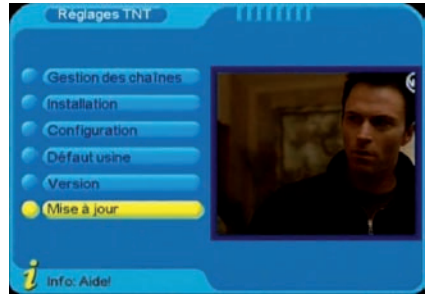 Réglages TNT
Gestion des chaînes
Installation
Configuration
Défaut usine
Version
Mise à jour
i Info: Aide!